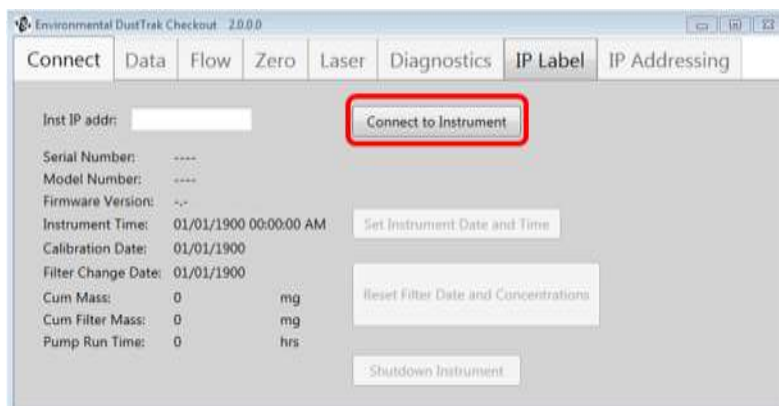 Environmental DustTrak Checkout 2.0.0.0
Connect Data Flow Zero Laser Diagnostics IP Label IP Addressing
Inst IP addr: Connect to Instrument
Serial Number: ----
Model Number: ----
Firmware Version: -.-
Instrument Time: 01/01/1900 00:00:00 AM Set Instrument Date and Time
Calibration Date: 01/01/1900
Filter Change Date: 01/01/1900
Reset Filter Date and Concentrations
Cum Mass: 0 mg
Cum Filter Mass: 0 mg
Pump Run Time: 0 hrs
Shutdown Instrument